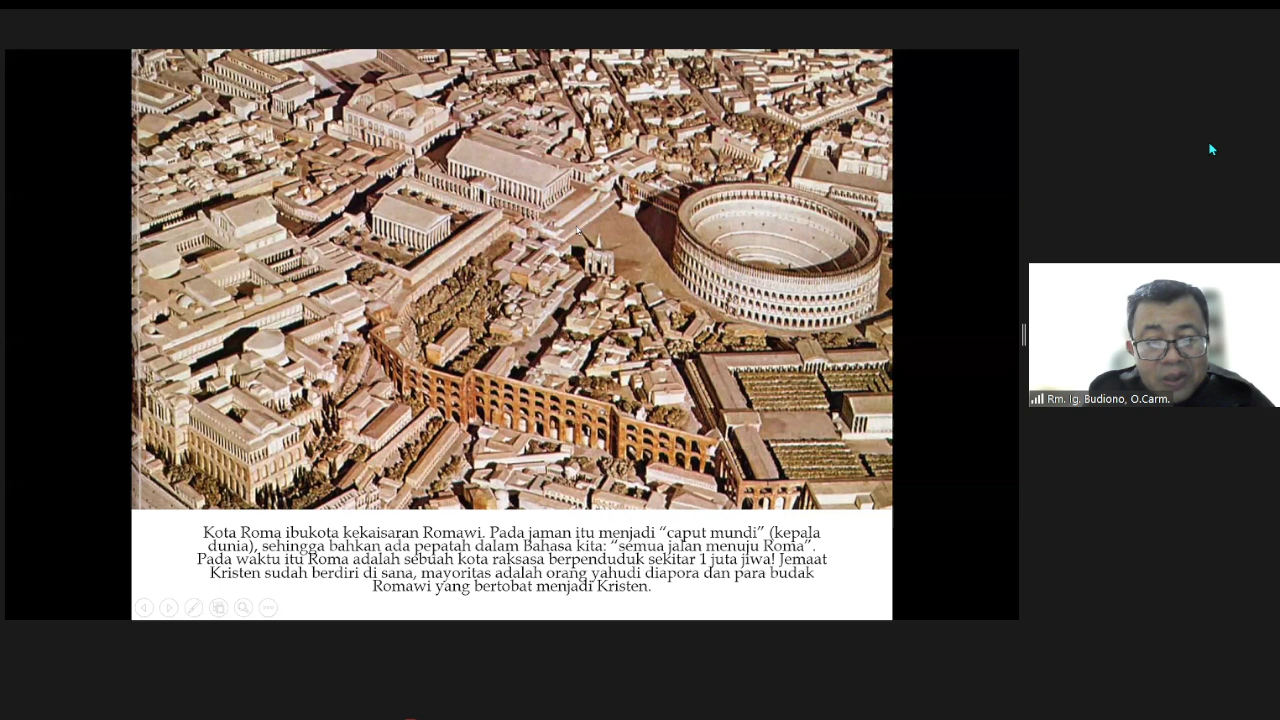 Kota Roma ibukota kekaisaran Romawi. Pada jaman itu menjadi “caput mundi” (kepala
dunia), sehingga bahkan ada pepatah dalam Bahasa kita: “semua jalan menuju Roma”.
Pada waktu itu Roma adalah sebuah kota raksasa berpenduduk sekitar 1 juta jiwa! Jemaat
Kristen sudah berdiri di sana, mayoritas adalah orang yahudi diapora dan para budak
Romawi yang bertobat menjadi Kristen.
Rm. Ig. Budiono, O.Carm.